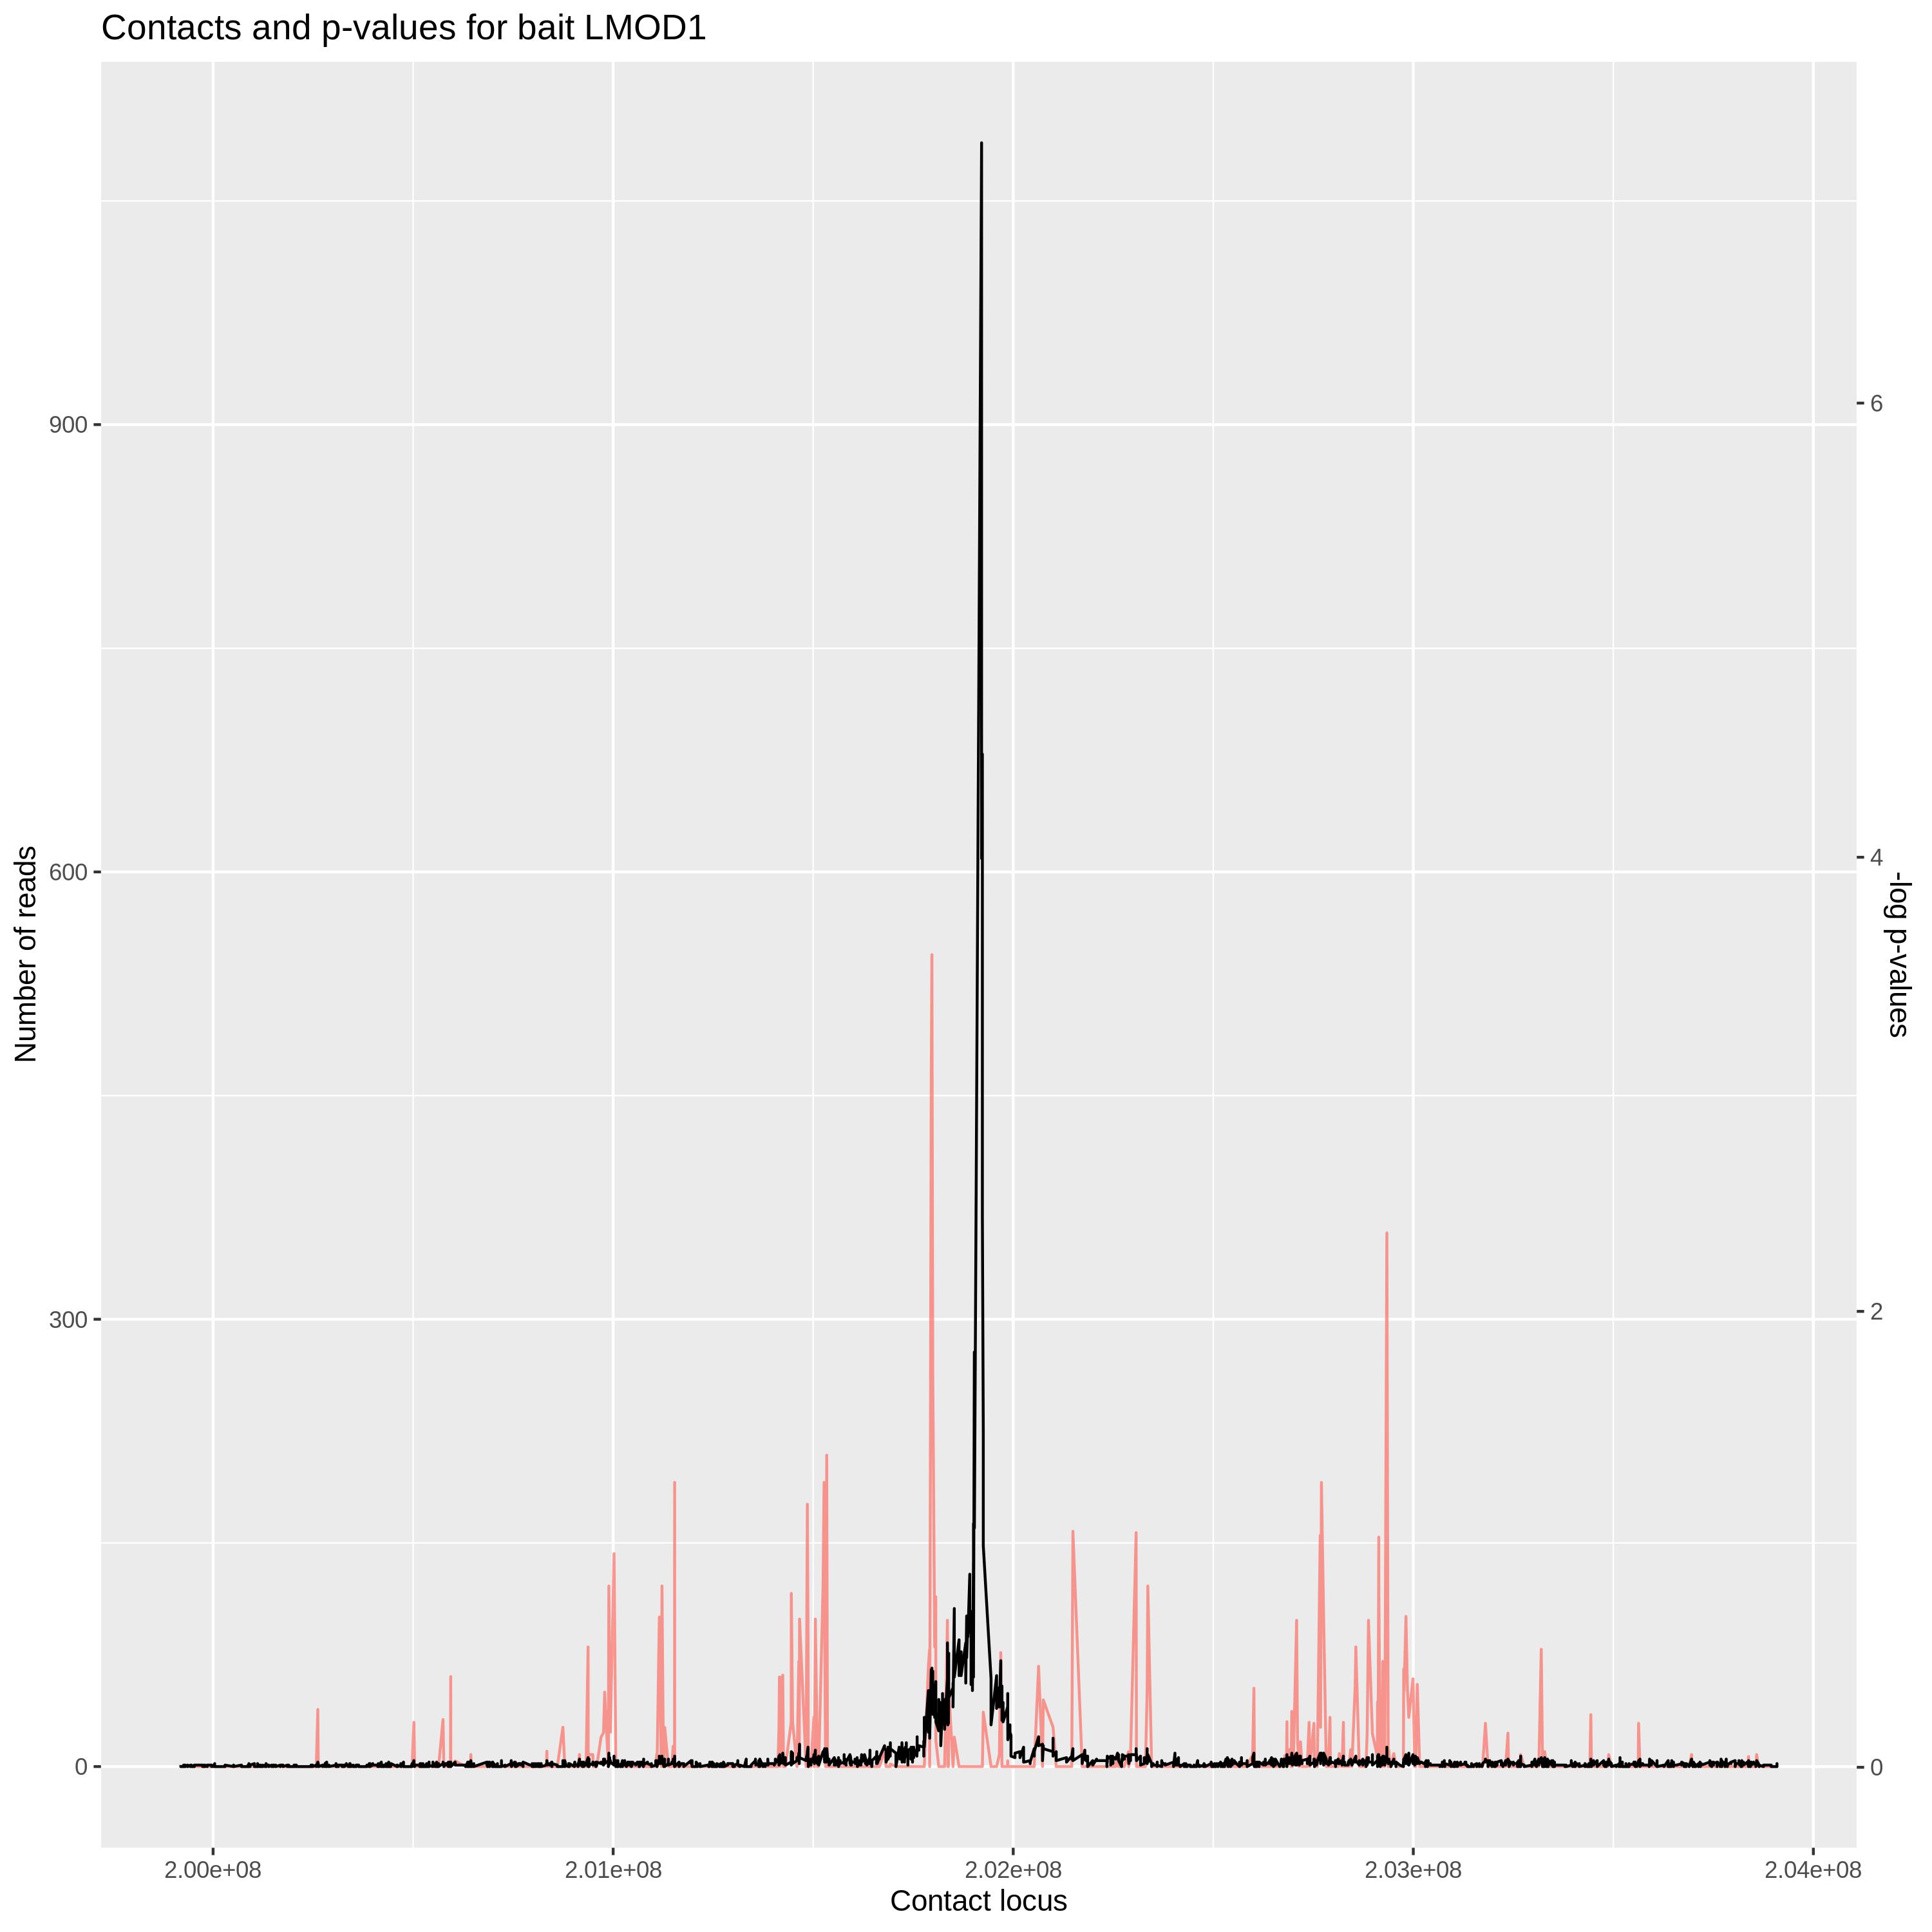 Contacts and p-values for bait LMOD1
900
600
300
0
Number of reads
6
4
2
0
-log p-values
2.00e+08 2.01e+08 2.02e+08 2.03e+08 2.04e+08
Contact locus